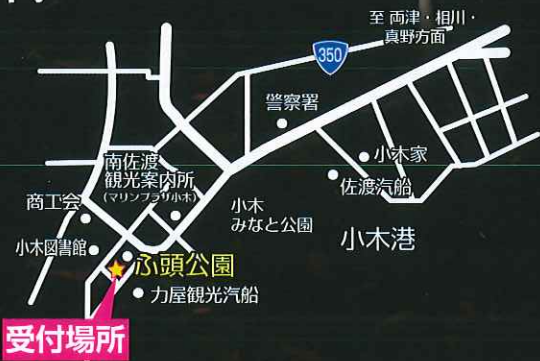 至 両津・相川・
真野方面
350
警察署
小木家
南佐渡
観光案内所
(マリンプラザ小木)
佐渡汽船
商工会
小木
みなと公園
小木港
小木図書館
ふ頭公園
力屋観光汽船
受付場所